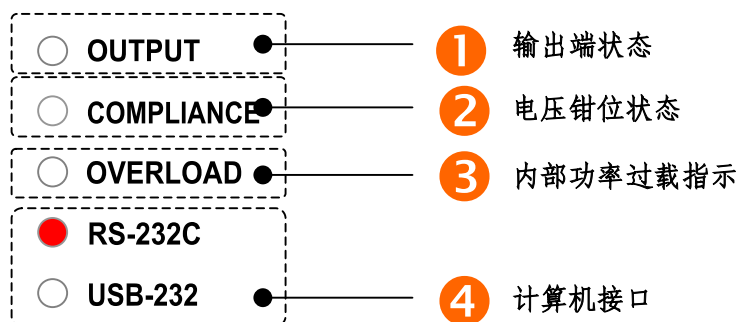 OUTPUT 1 输出端状态
COMPLIANCE 2 电压钳位状态
OVERLOAD 3 内部功率过载指示
RS-232C
USB-232 4 计算机接口